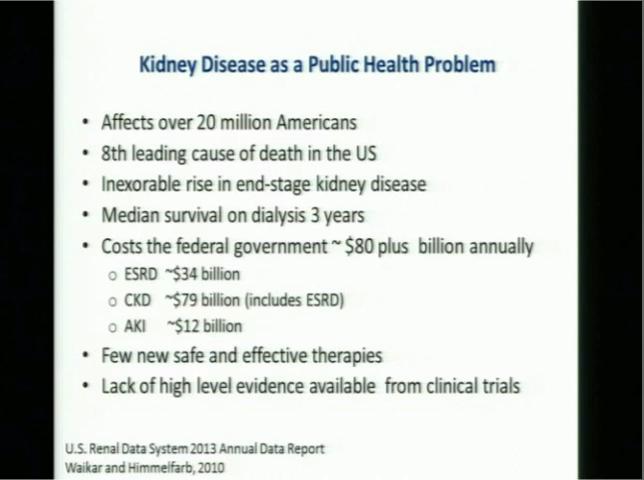 Kidney Disease as a Public Health Problem
• Affects over 20 million Americans
• 8th leading cause of death in the US
• Inexorable rise in end-stage kidney disease
• Median survival on dialysis 3 years
• Costs the federal government ~ $80 plus billion annually
o ESRD ~$34 billion
o CKD ~$79 billion (includes ESRD)
o AKI ~$12 billion
• Few new safe and effective therapies
• Lack of high level evidence available from clinical trials
U.S. Renal Data System 2013 Annual Data Report
Waikar and Himmelfarb, 2010